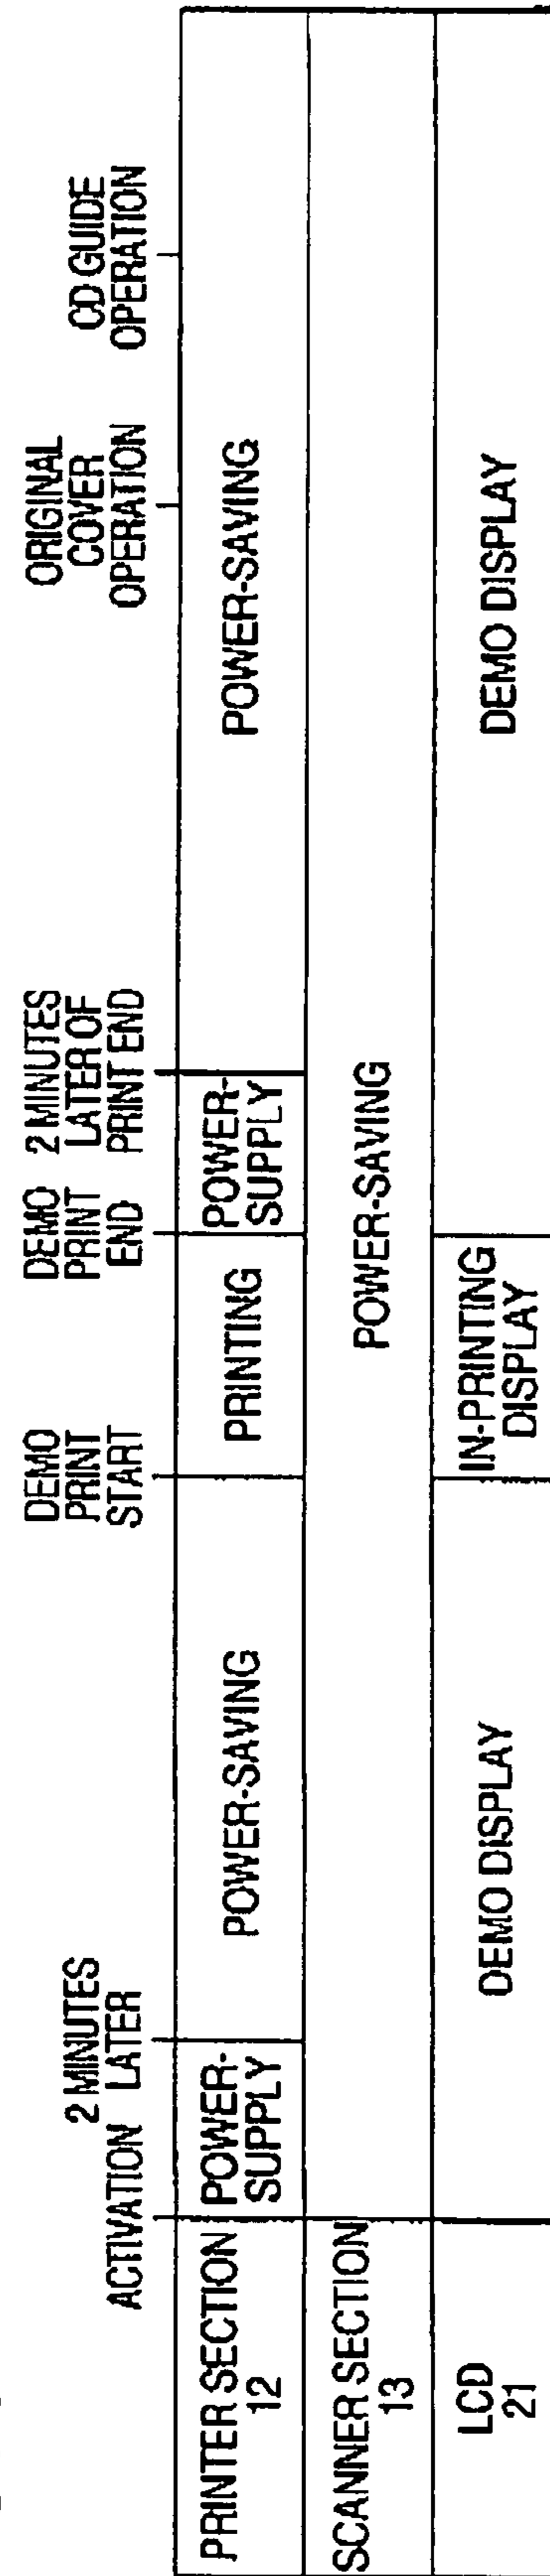 ACTIVATION
2 MINUTES
LATER
DEMO
PRINT
START
DEMO
PRINT
END
2 MINUTES
LATER OF
PRINT END
ORIGINAL
COVER
OPERATION
CD GUIDE
OPERATION
PRINTER SECTION
12
POWER-
SUPPLY
POWER-SAVING
PRINTING
POWER-
SUPPLY
POWER-SAVING
SCANNER SECTION
13
POWER-SAVING
LCD
21
DEMO DISPLAY
IN-PRINTING
DISPLAY
DEMO DISPLAY